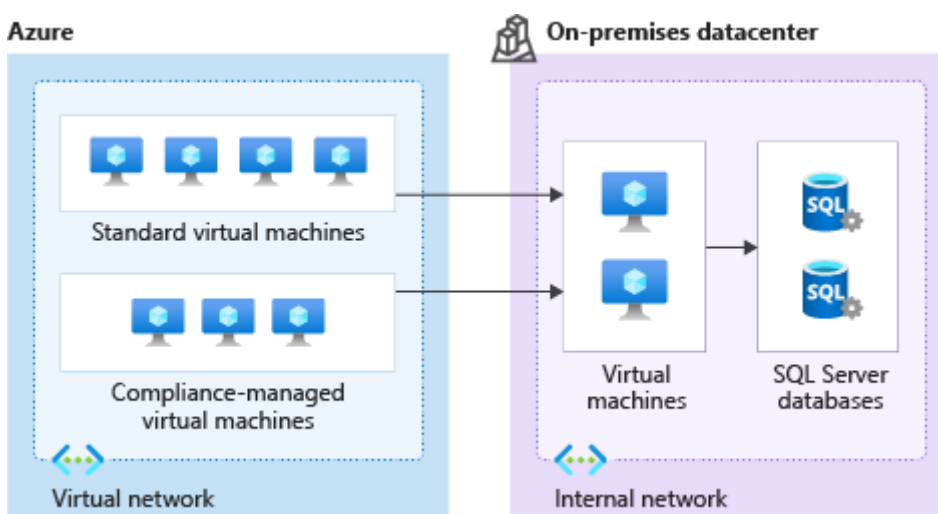 Azure
On-premises datacenter
Standard virtual machines
Compliance-managed
virtual machines
Virtual network
Virtual
machines
SQL
SQL
SQL Server
databases
Internal network